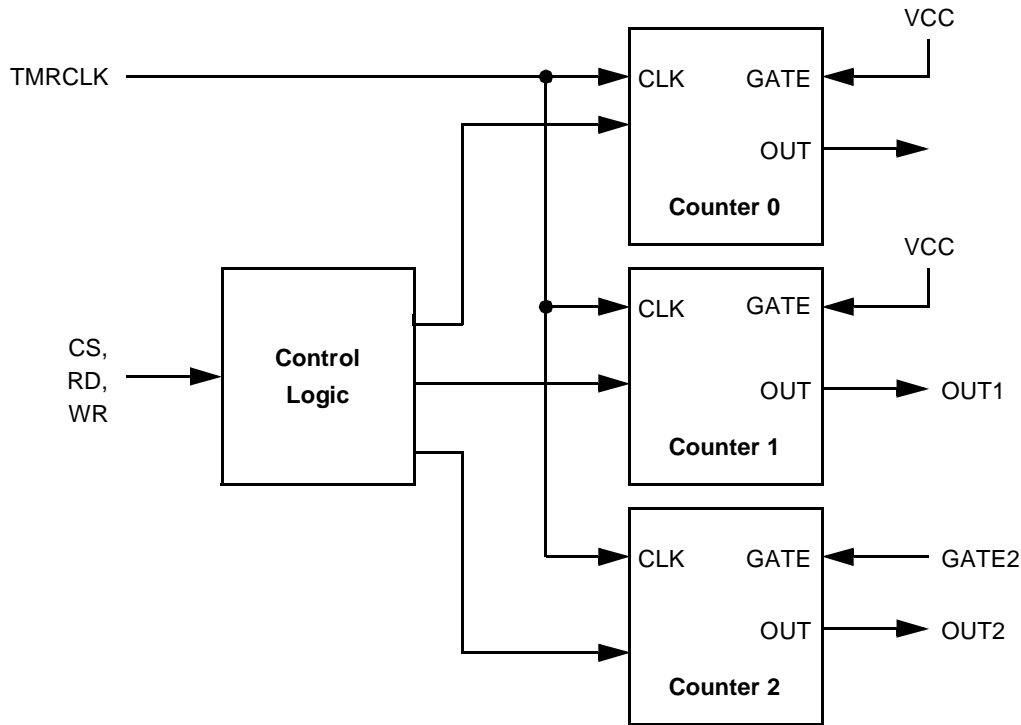 VCC
TMRCLK
CLK GATE
OUT
Counter 0
VCC
CLK GATE
OUT OUT1
Counter 1
CS,
RD,
WR
Control
Logic
CLK GATE GATE2
OUT OUT2
Counter 2